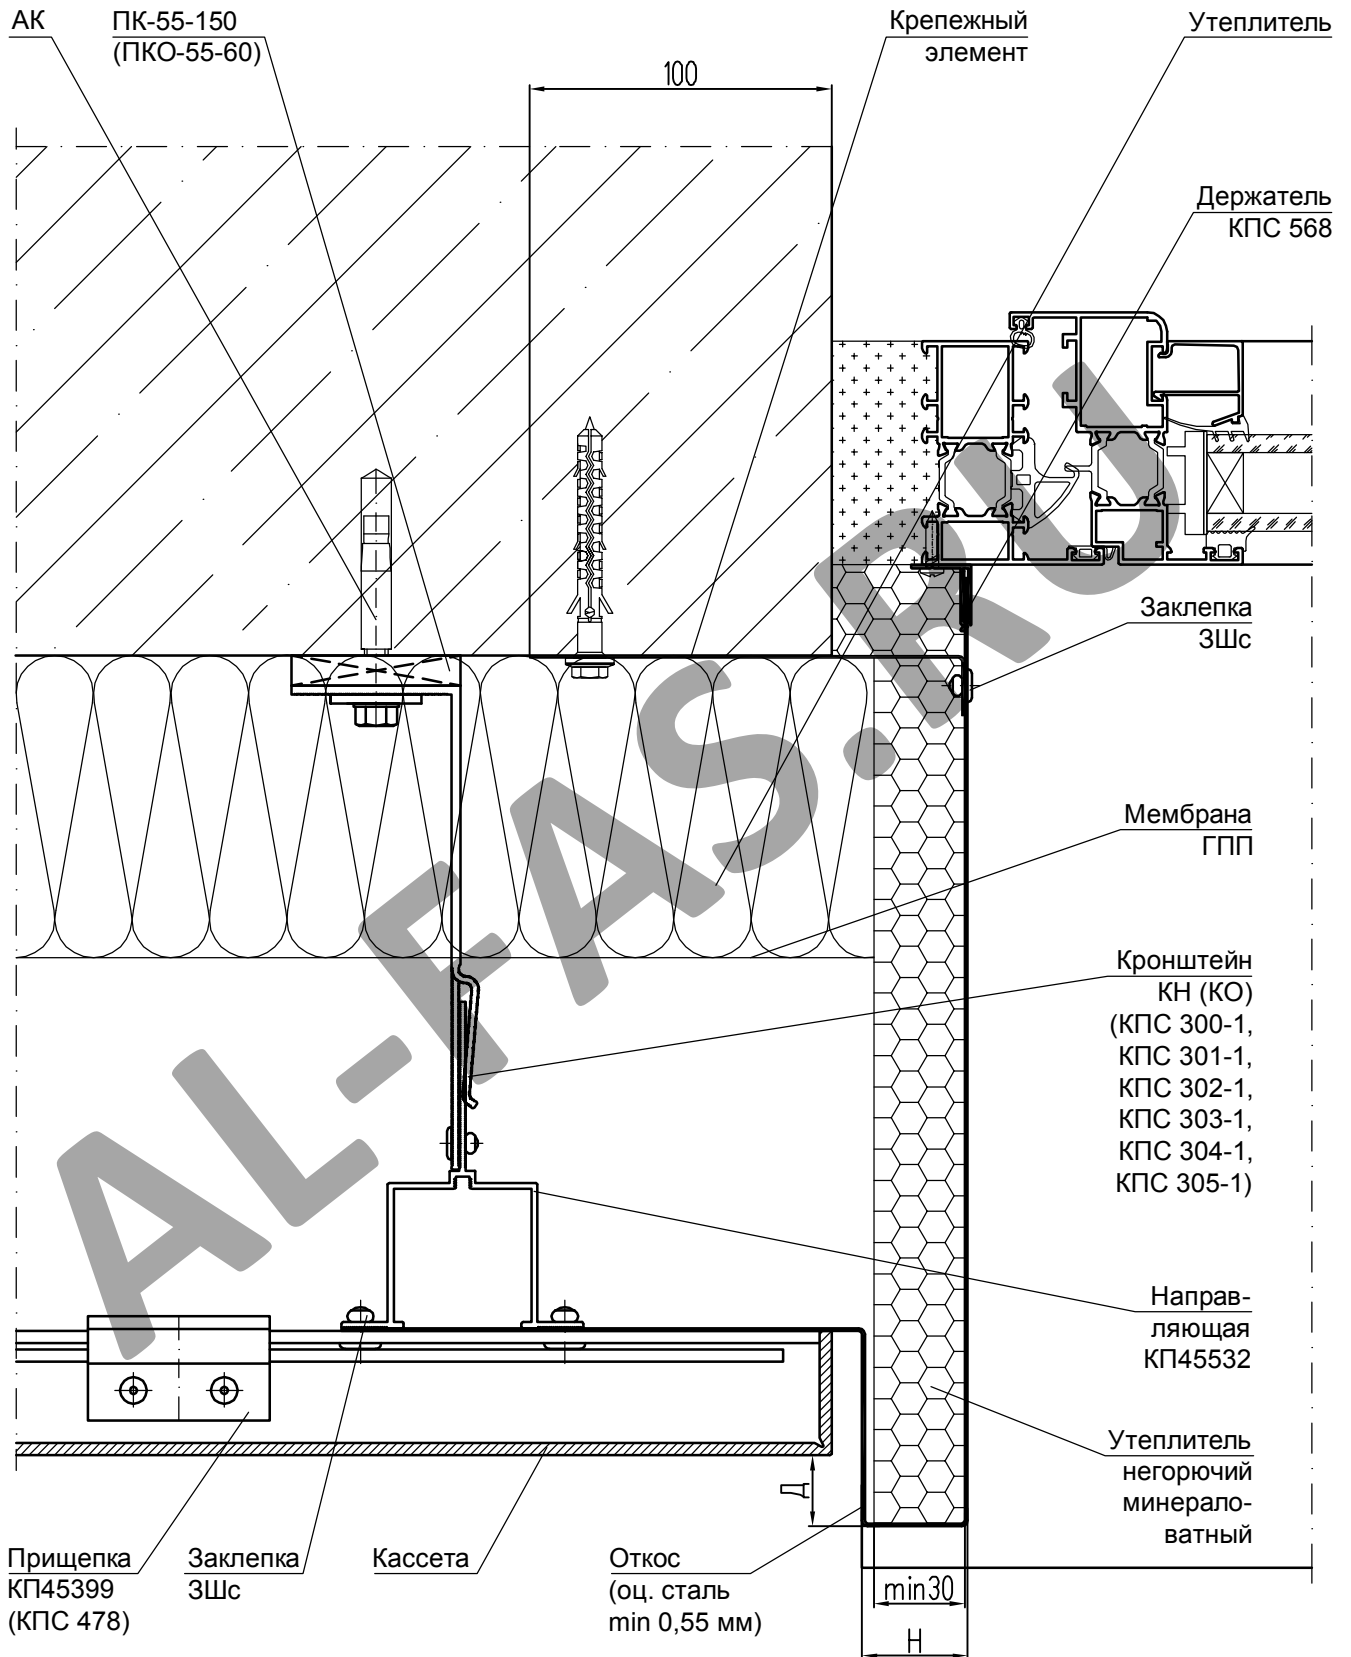 АК
ПК-55-150
(ПКО-55-60)
Крепежный
элемент
Утеплитель
100
Держатель
КПС 568
Заклепка
ЗШс
Мембрана
ГПП
Кронштейн
КН (КО)
(КПС 300-1,
КПС 301-1,
КПС 302-1,
КПС 303-1,
КПС 304-1,
КПС 305-1)
Направ-
ляющая
КП45532
Утеплитель
негорючий
минерало-
ватный
Д
Прищепка
КП45399
(КПС 478)
Заклепка
ЗШс
Кассета
Откос
(оц. сталь
min 0,55 мм)
min30
Н
AL-FAS.RU